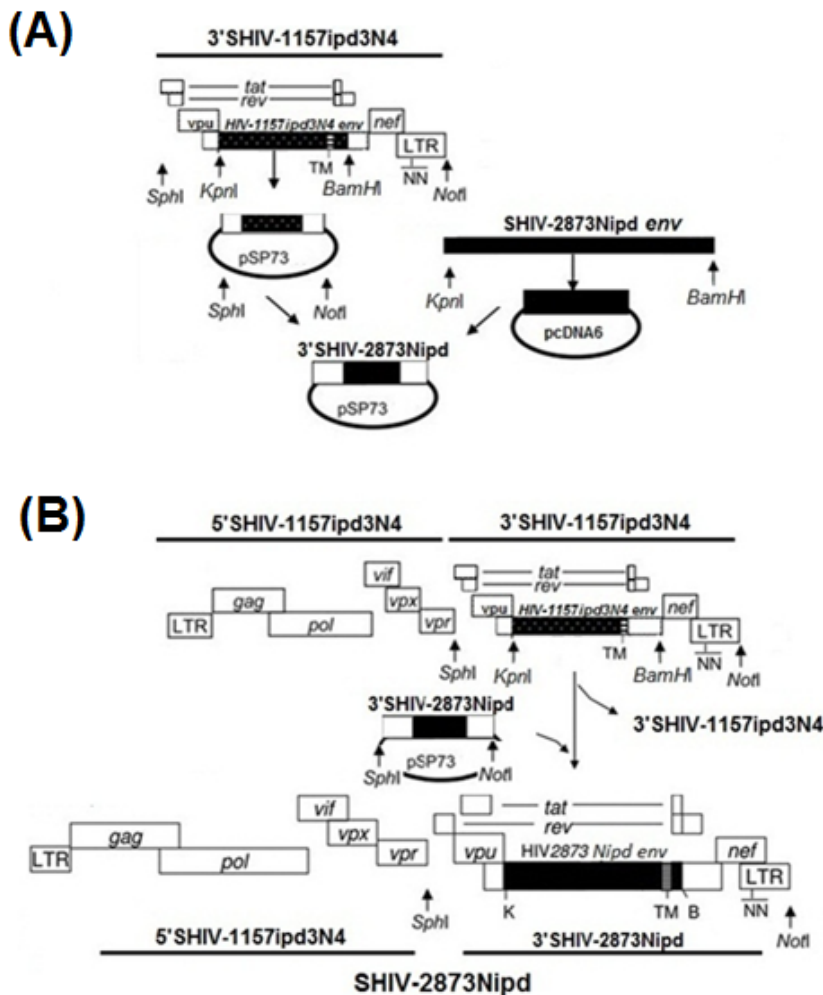 (A)
3'SHIV-1157ipd3N4
tat
rev
vpu HIV-1157ipd3N4 env nef
LTR
TM NN
SphI KpnI BamHI NotI
pSP73
SphI NotI
SHIV-2873Nipd env
KpnI BamHI
pcDNA6
3'SHIV-2873Nipd
pSP73
(B)
5'SHIV-1157ipd3N4 3'SHIV-1157ipd3N4
tat
rev
vif
gag vpx vpu HIV-1157ipd3N4 env nef
LTR pol vpr LTR
TM NN
SphI KpnI BamHI NotI
3'SHIV-2873Nipd
3'SHIV-1157ipd3N4
SphI pSP73 NotI
tat
rev
vif
gag vpx vpu HIV2873 Nipd env nef
LTR pol vpr LTR
K TM B NN
SphI NotI
5'SHIV-1157ipd3N4 3'SHIV-2873Nipd
SHIV-2873Nipd